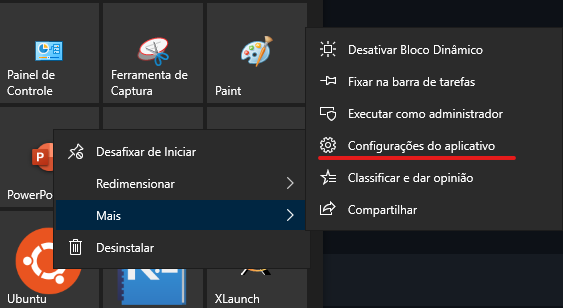 Painel de
Controle
Ferramenta de
Captura
Paint
Desativar Bloco Dinâmico
Fixar na barra de tarefas
Executar como administrador
Configurações do aplicativo
Classificar e dar opinião
Compartilhar
P
PowerPo
Desafixar de Iniciar
Redimensionar
Mais
Desinstalar
Ubuntu
XLaunch